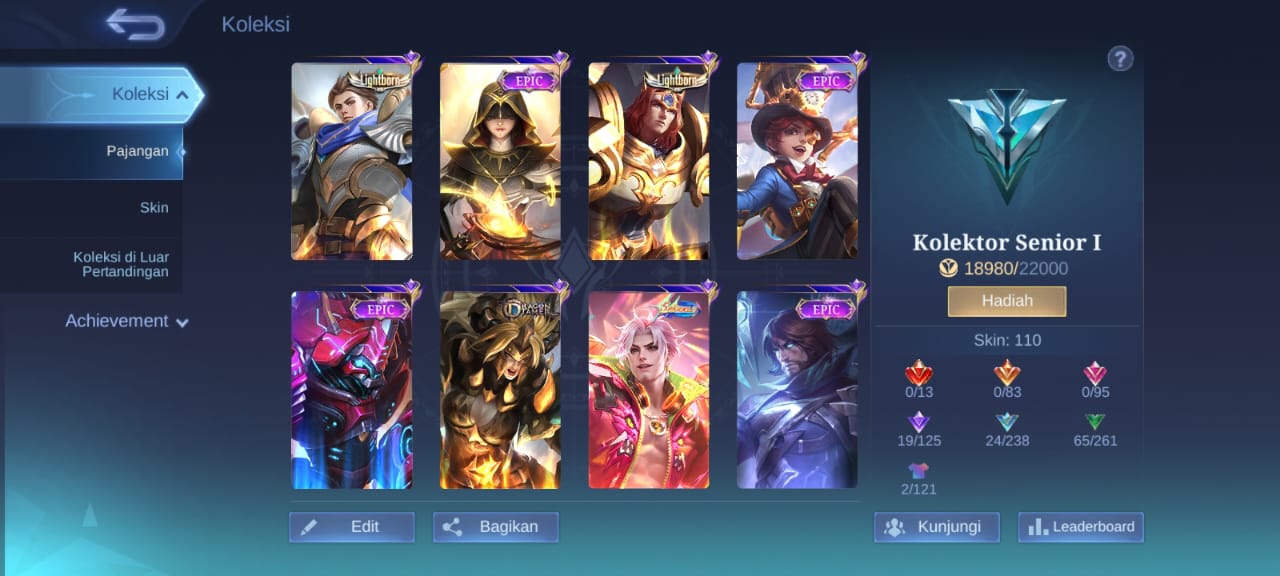 Koleksi
Koleksi
Pajangan
Skin
Koleksi di Luar
Pertandingan
Achievement
Lightborn
EPIC
Lightborn
EPIC
EPIC
DRAGON
TAMER
EPIC
?
Kolektor Senior I
18980/22000
Hadiah
Skin: 110
0/13
0/83
0/95
19/125
24/238
65/261
2/121
Edit
Bagikan
Kunjungi
Leaderboard